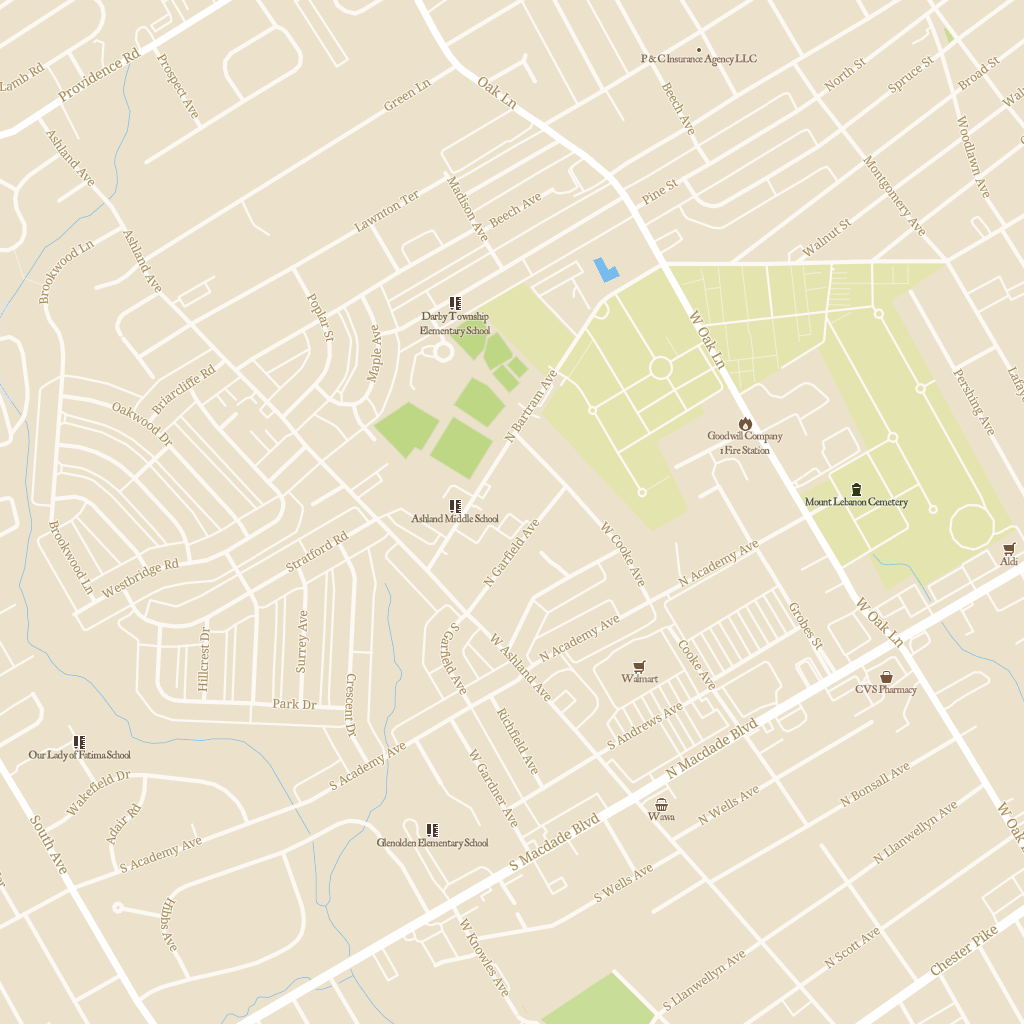 P & C Insurance Agency LLC
Providence Rd
Lamb Rd
Prospect Ave
Green Ln
Oak Ln
Beech Ave
North St
Spruce St
Broad St
Woodlawn Ave
Ashland Ave
Montgomery Ave
Madison Ave
Beech Ave
Pine St
Lawnton Ter
Walnut St
Brookwood Ln
Ashland Ave
Poplar St
Darby Township
Elementary School
Maple Ave
W Oak Ln
Briarcliffe Rd
Pershing Ave
Oakwood Dr
N Bartram Ave
Goodwill Company
1 Fire Station
Mount Lebanon Cemetery
Ashland Middle School
Brookwood Ln
Westbridge Rd
Stratford Rd
N Garfield Ave
W Cooke Ave
N Academy Ave
Aldi
Grobes St
W Oak Ln
Hillcrest Dr
Surrey Ave
S Garfield Ave
W Ashland Ave
N Academy Ave
Cooke Ave
Walmart
CVS Pharmacy
Park Dr
Crescent Dr
Richfield Ave
S Andrews Ave
N Macdade Blvd
Our Lady of Fatima School
S Academy Ave
W Gardner Ave
Wakefield Dr
Adair Rd
N Wells Ave
N Bonsall Ave
Wawa
South Ave
S Academy Ave
Glenolden Elementary School
S Macdade Blvd
N Llanwellyn Ave
S Wells Ave
Hibbs Ave
W Knowles Ave
S Llanwellyn Ave
N Scott Ave
Chester Pike